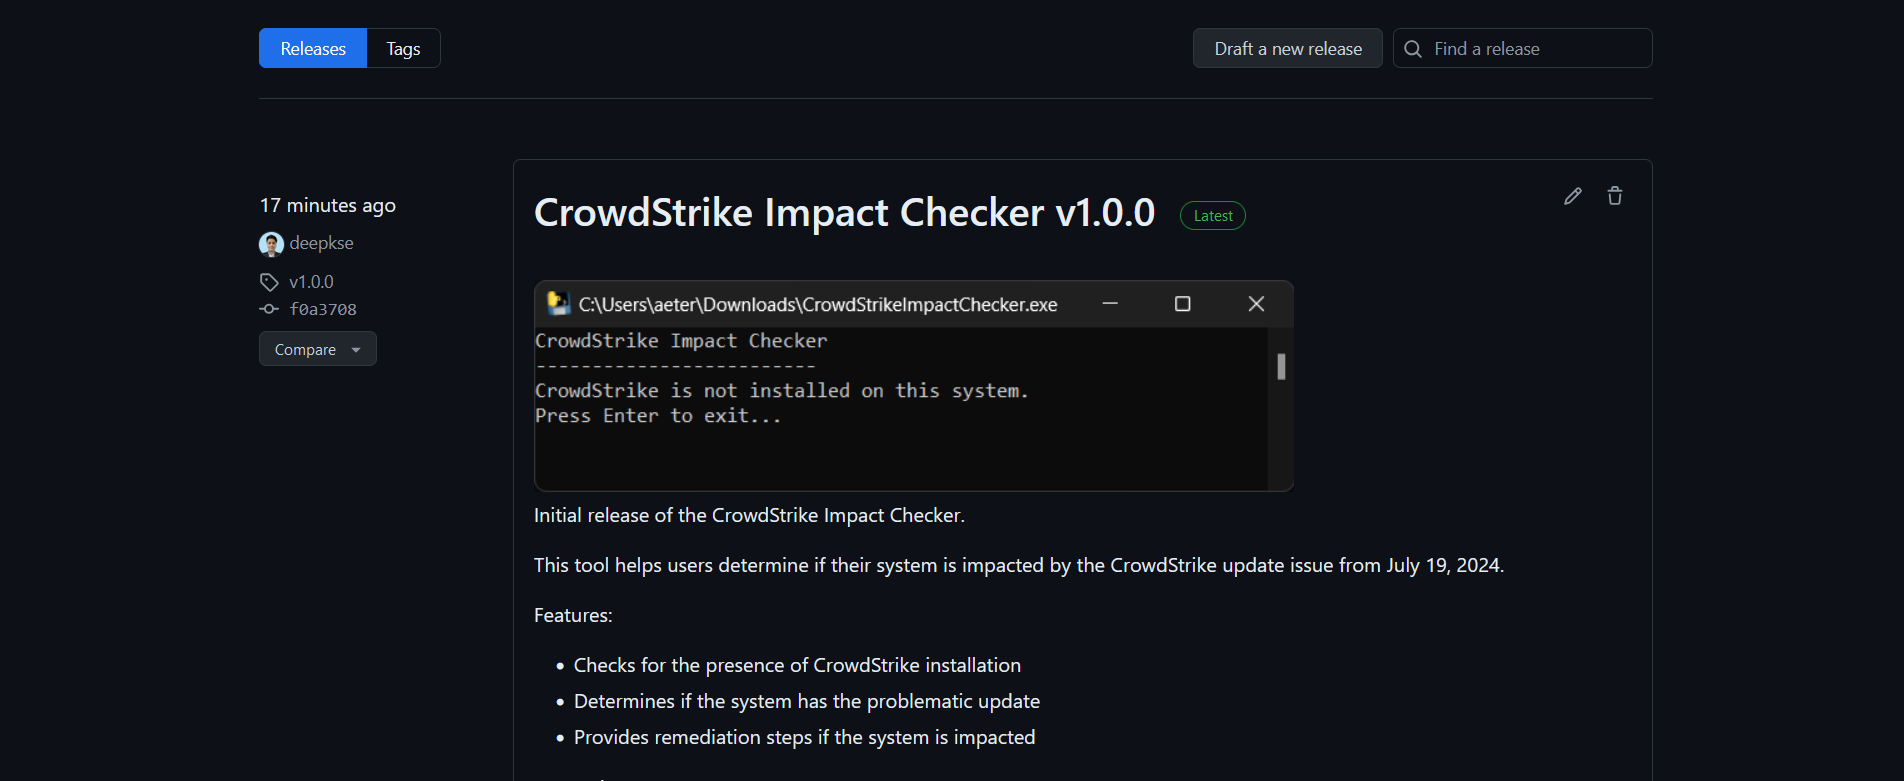 Releases Tags Draft a new release Find a release
17 minutes ago
deepkse
v1.0.0
f0a3708
Compare
CrowdStrike Impact Checker v1.0.0 Latest
C:\Users\aeter\Downloads\CrowdStrikeImpactChecker.exe
CrowdStrike Impact Checker
-------------------------
CrowdStrike is not installed on this system.
Press Enter to exit...
Initial release of the CrowdStrike Impact Checker.
This tool helps users determine if their system is impacted by the CrowdStrike update issue from July 19, 2024.
Features:
• Checks for the presence of CrowdStrike installation
• Determines if the system has the problematic update
• Provides remediation steps if the system is impacted